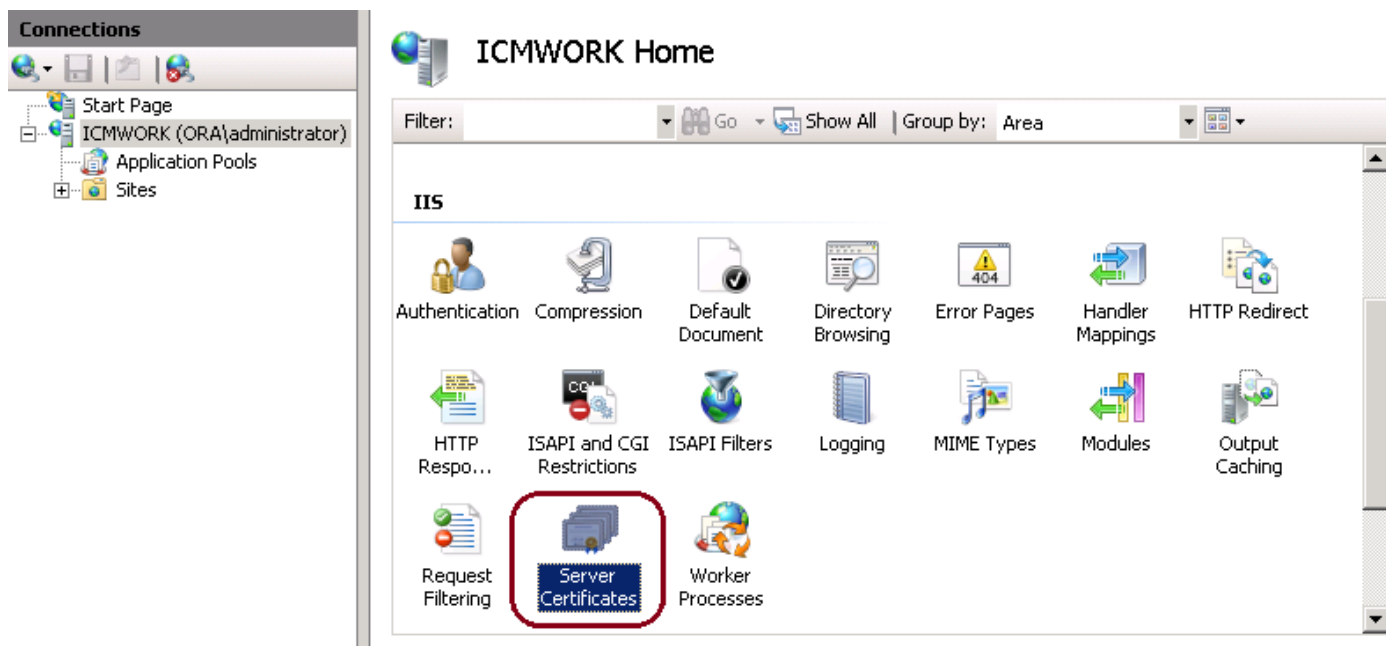 Connections
Start Page
ICMWORK (ORA\administrator)
Application Pools
Sites
ICMWORK Home
Filter: Go Show All Group by: Area
IIS
Authentication Compression Default Document Directory Browsing Error Pages Handler Mappings HTTP Redirect
404
CGI
HTTP Respo... ISAPI and CGI Restrictions ISAPI Filters Logging MIME Types Modules Output Caching
Request Filtering Server Certificates Worker Processes